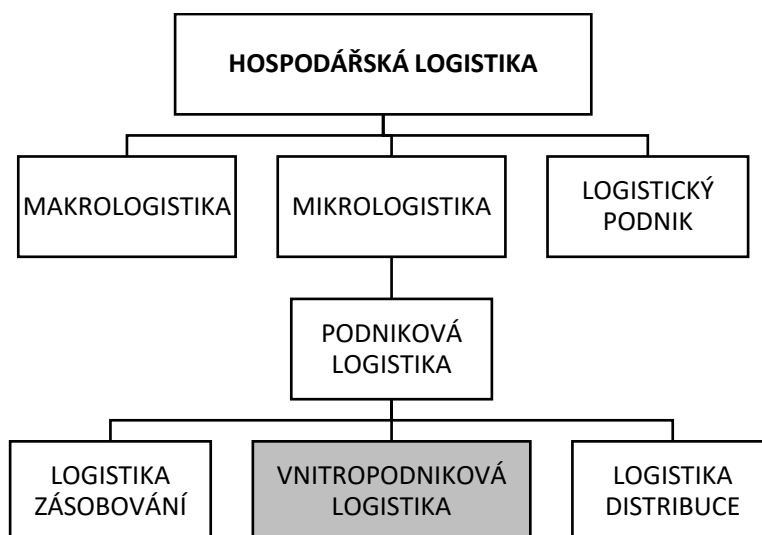 HOSPODÁŘSKÁ LOGISTIKA
MAKROLOGISTIKA
MIKROLOGISTIKA
LOGISTICKÝ
PODNIK
PODNIKOVÁ
LOGISTIKA
LOGISTIKA
ZÁSOBOVÁNÍ
VNITROPODNIKOVÁ
LOGISTIKA
LOGISTIKA
DISTRIBUCE